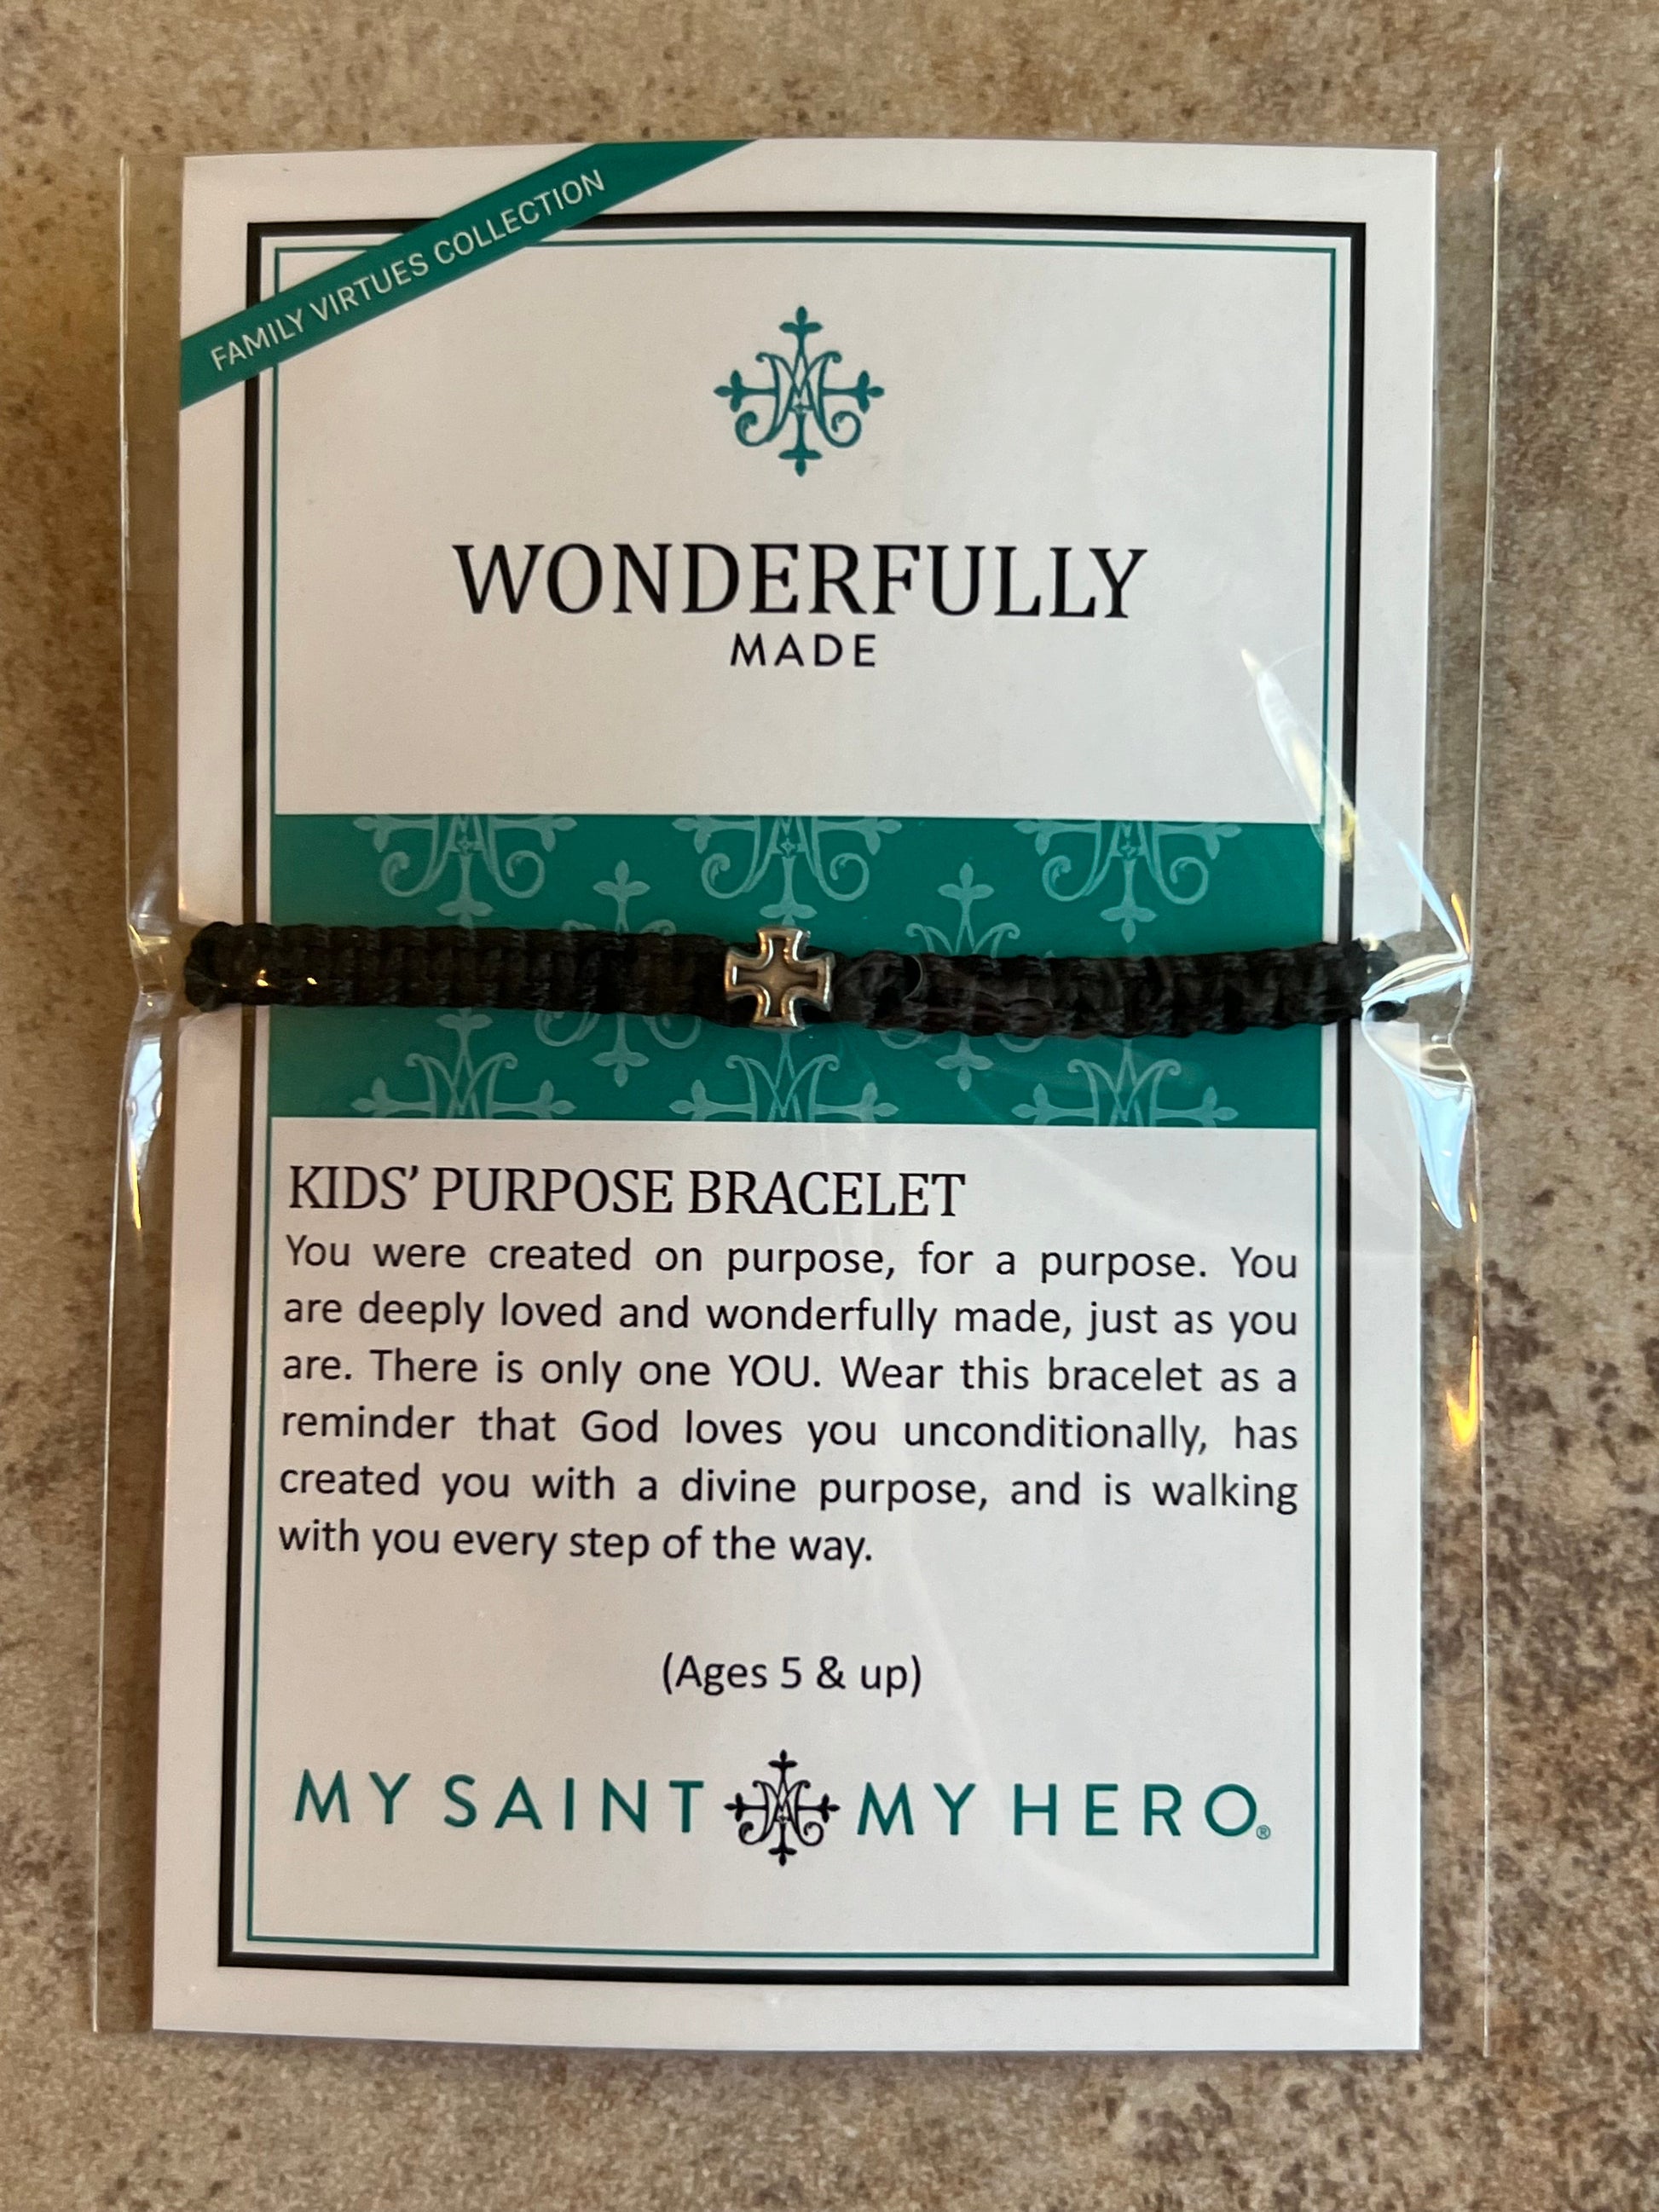 FAMILY VIRTUES COLLECTION
WONDERFULLY
MADE
KIDS’ PURPOSE BRACELET
You were created on purpose, for a purpose. You
are deeply loved and wonderfully made, just as you
are. There is only one YOU. Wear this bracelet as a
reminder that God loves you unconditionally, has
created you with a divine purpose, and is walking
with you every step of the way.
(Ages 5 & up)
MY SAINT MY HERO®